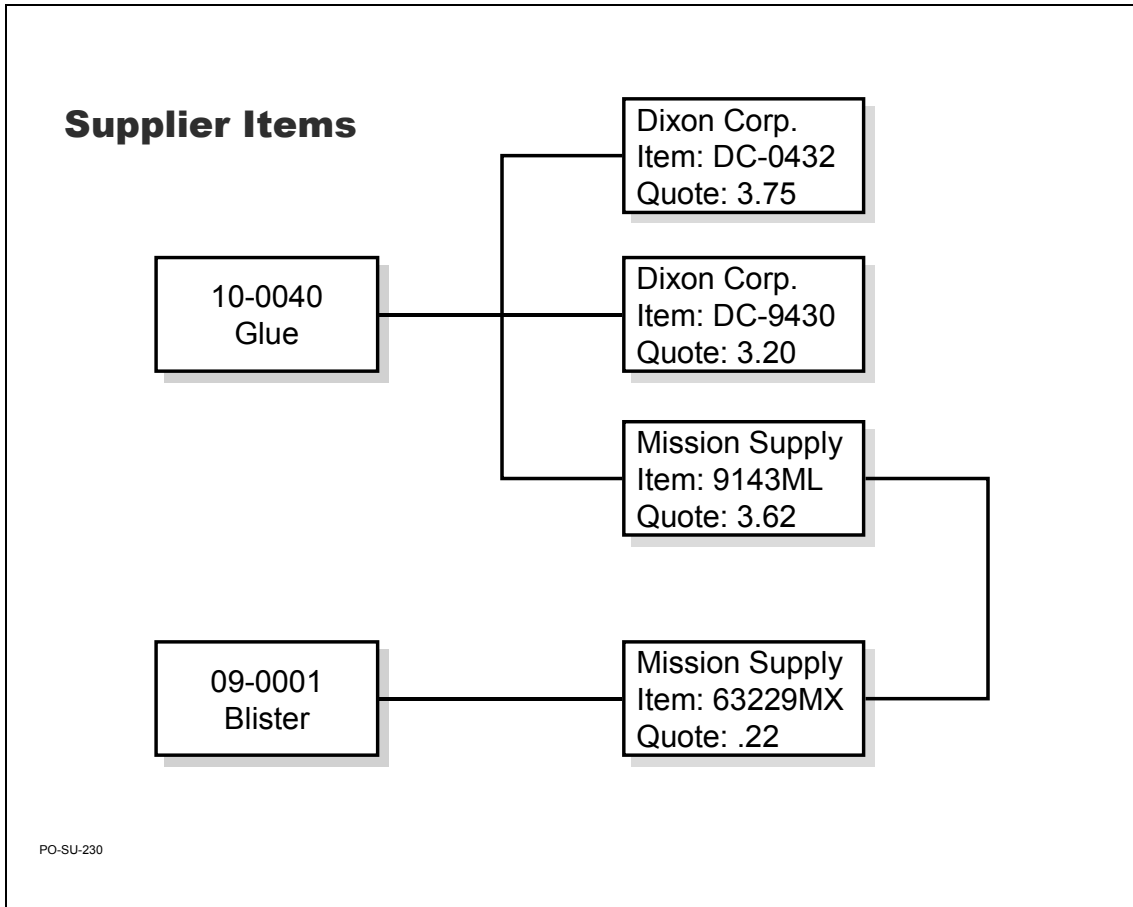 Supplier Items
Dixon Corp.
Item: DC-0432
Quote: 3.75
10-0040
Glue
Dixon Corp.
Item: DC-9430
Quote: 3.20
Mission Supply
Item: 9143ML
Quote: 3.62
09-0001
Blister
Mission Supply
Item: 63229MX
Quote: .22
PO-SU-230